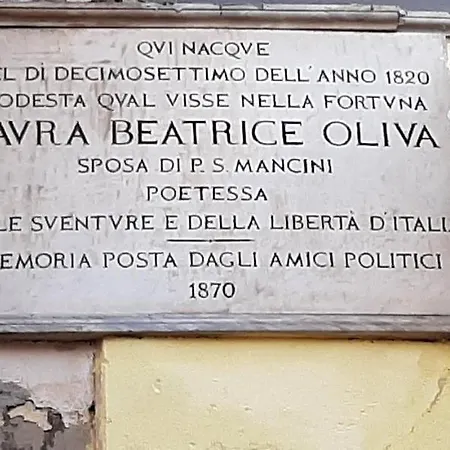 QVI NACQVE
EL DÌ DECIMOSETTIMO DELL'ANNO 1820
ODESTA QVAL VISSE NELLA FORTVNA
AVRA BEATRICE OLIVA
SPOSA DI P. S. MANCINI
POETESSA
LE SVENTVRE E DELLA LIBERTÀ D'ITALI
EMORIA POSTA DAGLI AMICI POLITICI
1870